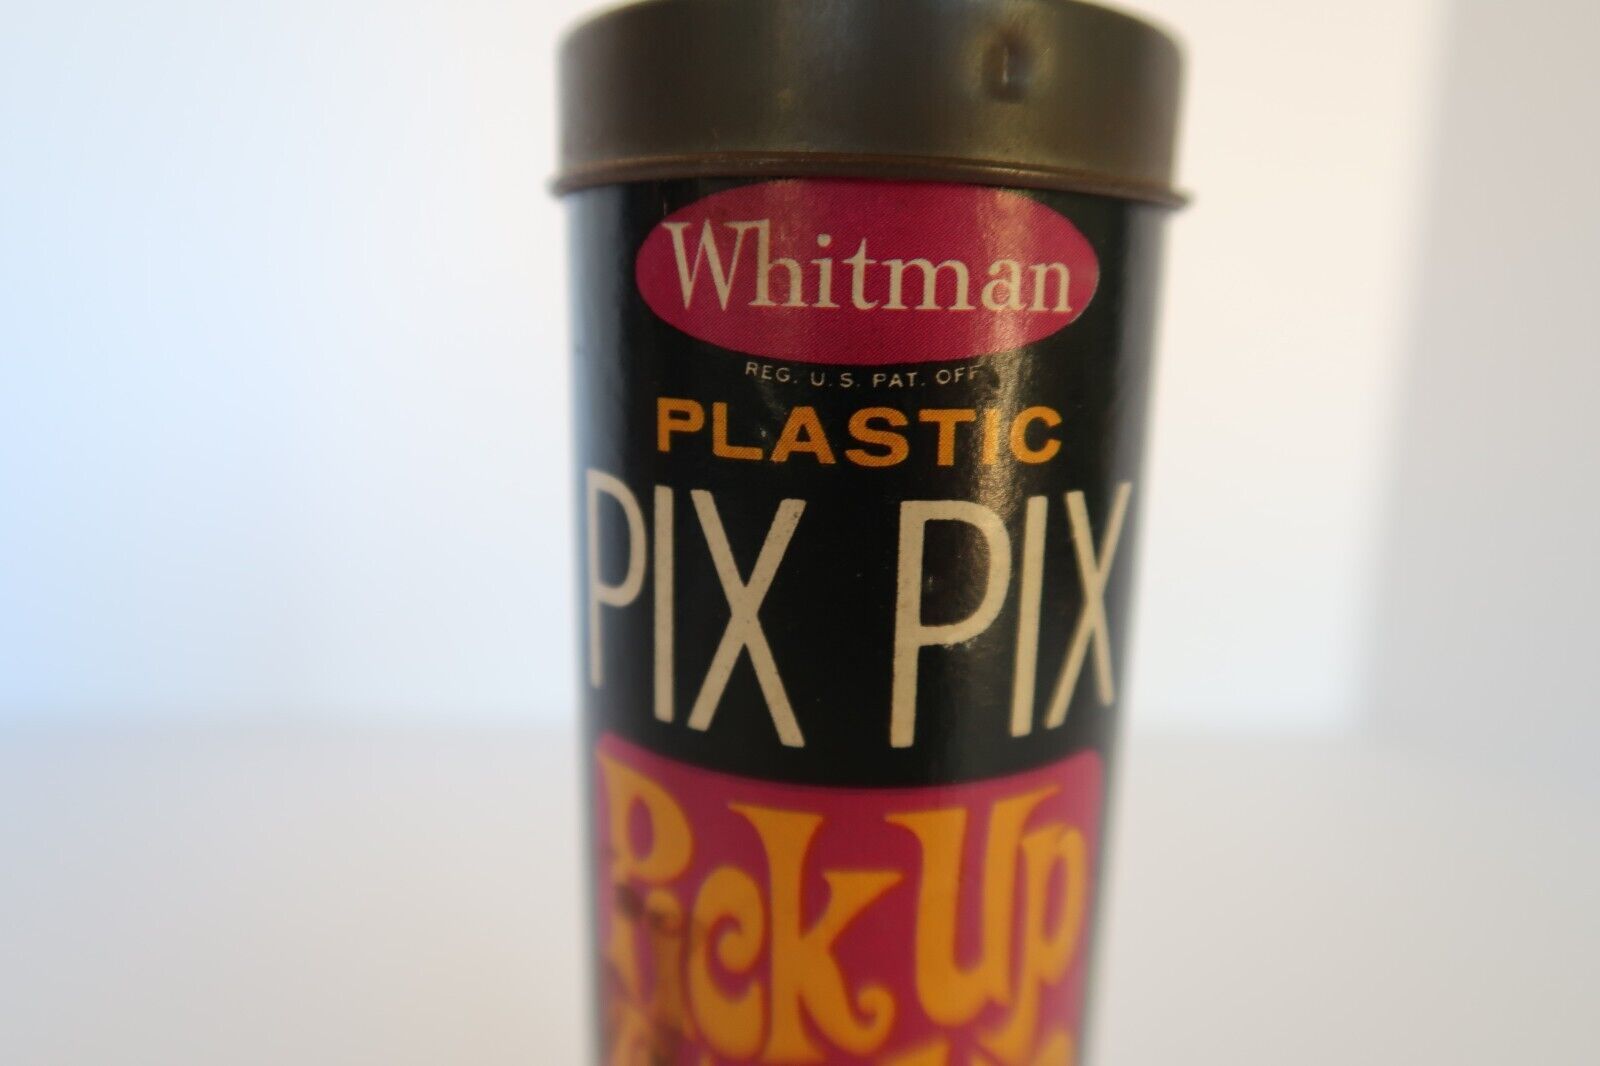 Whitman
REG. U.S. PAT. OFF
PLASTIC
PIX PIX
Pick Up